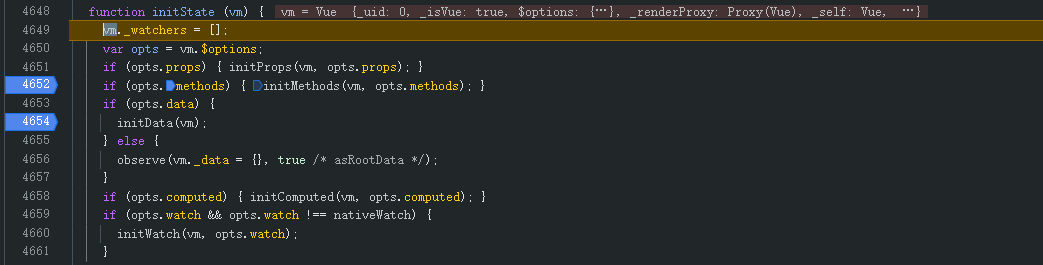 4648 function initState (vm) { vm = Vue {_uid: 0, _isVue: true, $options: {…}, _renderProxy: Proxy(Vue), _self: Vue, …}
4649 vm._watchers = [];
4650 var opts = vm.$options;
4651 if (opts.props) { initProps(vm, opts.props); }
4652 if (opts.methods) { initMethods(vm, opts.methods); }
4653 if (opts.data) {
4654 initData(vm);
4655 } else {
4656 observe(vm._data = {}, true /* asRootData */);
4657 }
4658 if (opts.computed) { initComputed(vm, opts.computed); }
4659 if (opts.watch && opts.watch !== nativeWatch) {
4660 initWatch(vm, opts.watch);
4661 }